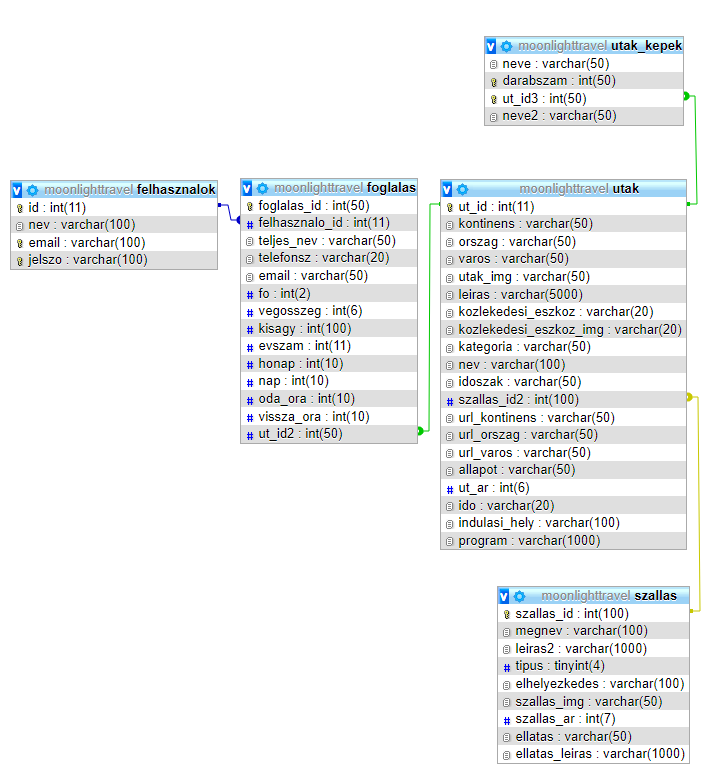 moonlighttravel utak_kepek
neve : varchar(50)
darabszam : int(50)
ut_id3 : int(50)
neve2 : varchar(50)
moonlighttravel felhasznalok
id : int(11)
nev : varchar(100)
email : varchar(100)
jelszo : varchar(100)
moonlighttravel foglalas
foglalas_id : int(50)
felhasznalo_id : int(11)
teljes_nev : varchar(50)
telefonsz : varchar(20)
email : varchar(50)
fo : int(2)
vegosszeg : int(6)
kisagy : int(100)
evszam : int(11)
honap : int(10)
nap : int(10)
oda_ora : int(10)
vissza_ora : int(10)
ut_id2 : int(50)
moonlighttravel utak
ut_id : int(11)
kontinens : varchar(50)
orszag : varchar(50)
varos : varchar(50)
utak_img : varchar(50)
leiras : varchar(5000)
kozlekedesi_eszkoz : varchar(20)
kozlekedesi_eszkoz_img : varchar(20)
kategoria : varchar(50)
nev : varchar(100)
idoszak : varchar(50)
szallas_id2 : int(100)
url_kontinens : varchar(50)
url_orszag : varchar(50)
url_varos : varchar(50)
allapot : varchar(50)
ut_ar : int(6)
ido : varchar(20)
indulasi_hely : varchar(100)
program : varchar(1000)
moonlighttravel szallas
szallas_id : int(100)
megnev : varchar(100)
leiras2 : varchar(1000)
tipus : tinyint(4)
elhelyezkedes : varchar(100)
szallas_img : varchar(50)
szallas_ar : int(7)
ellatas : varchar(50)
ellatas_leiras : varchar(1000)